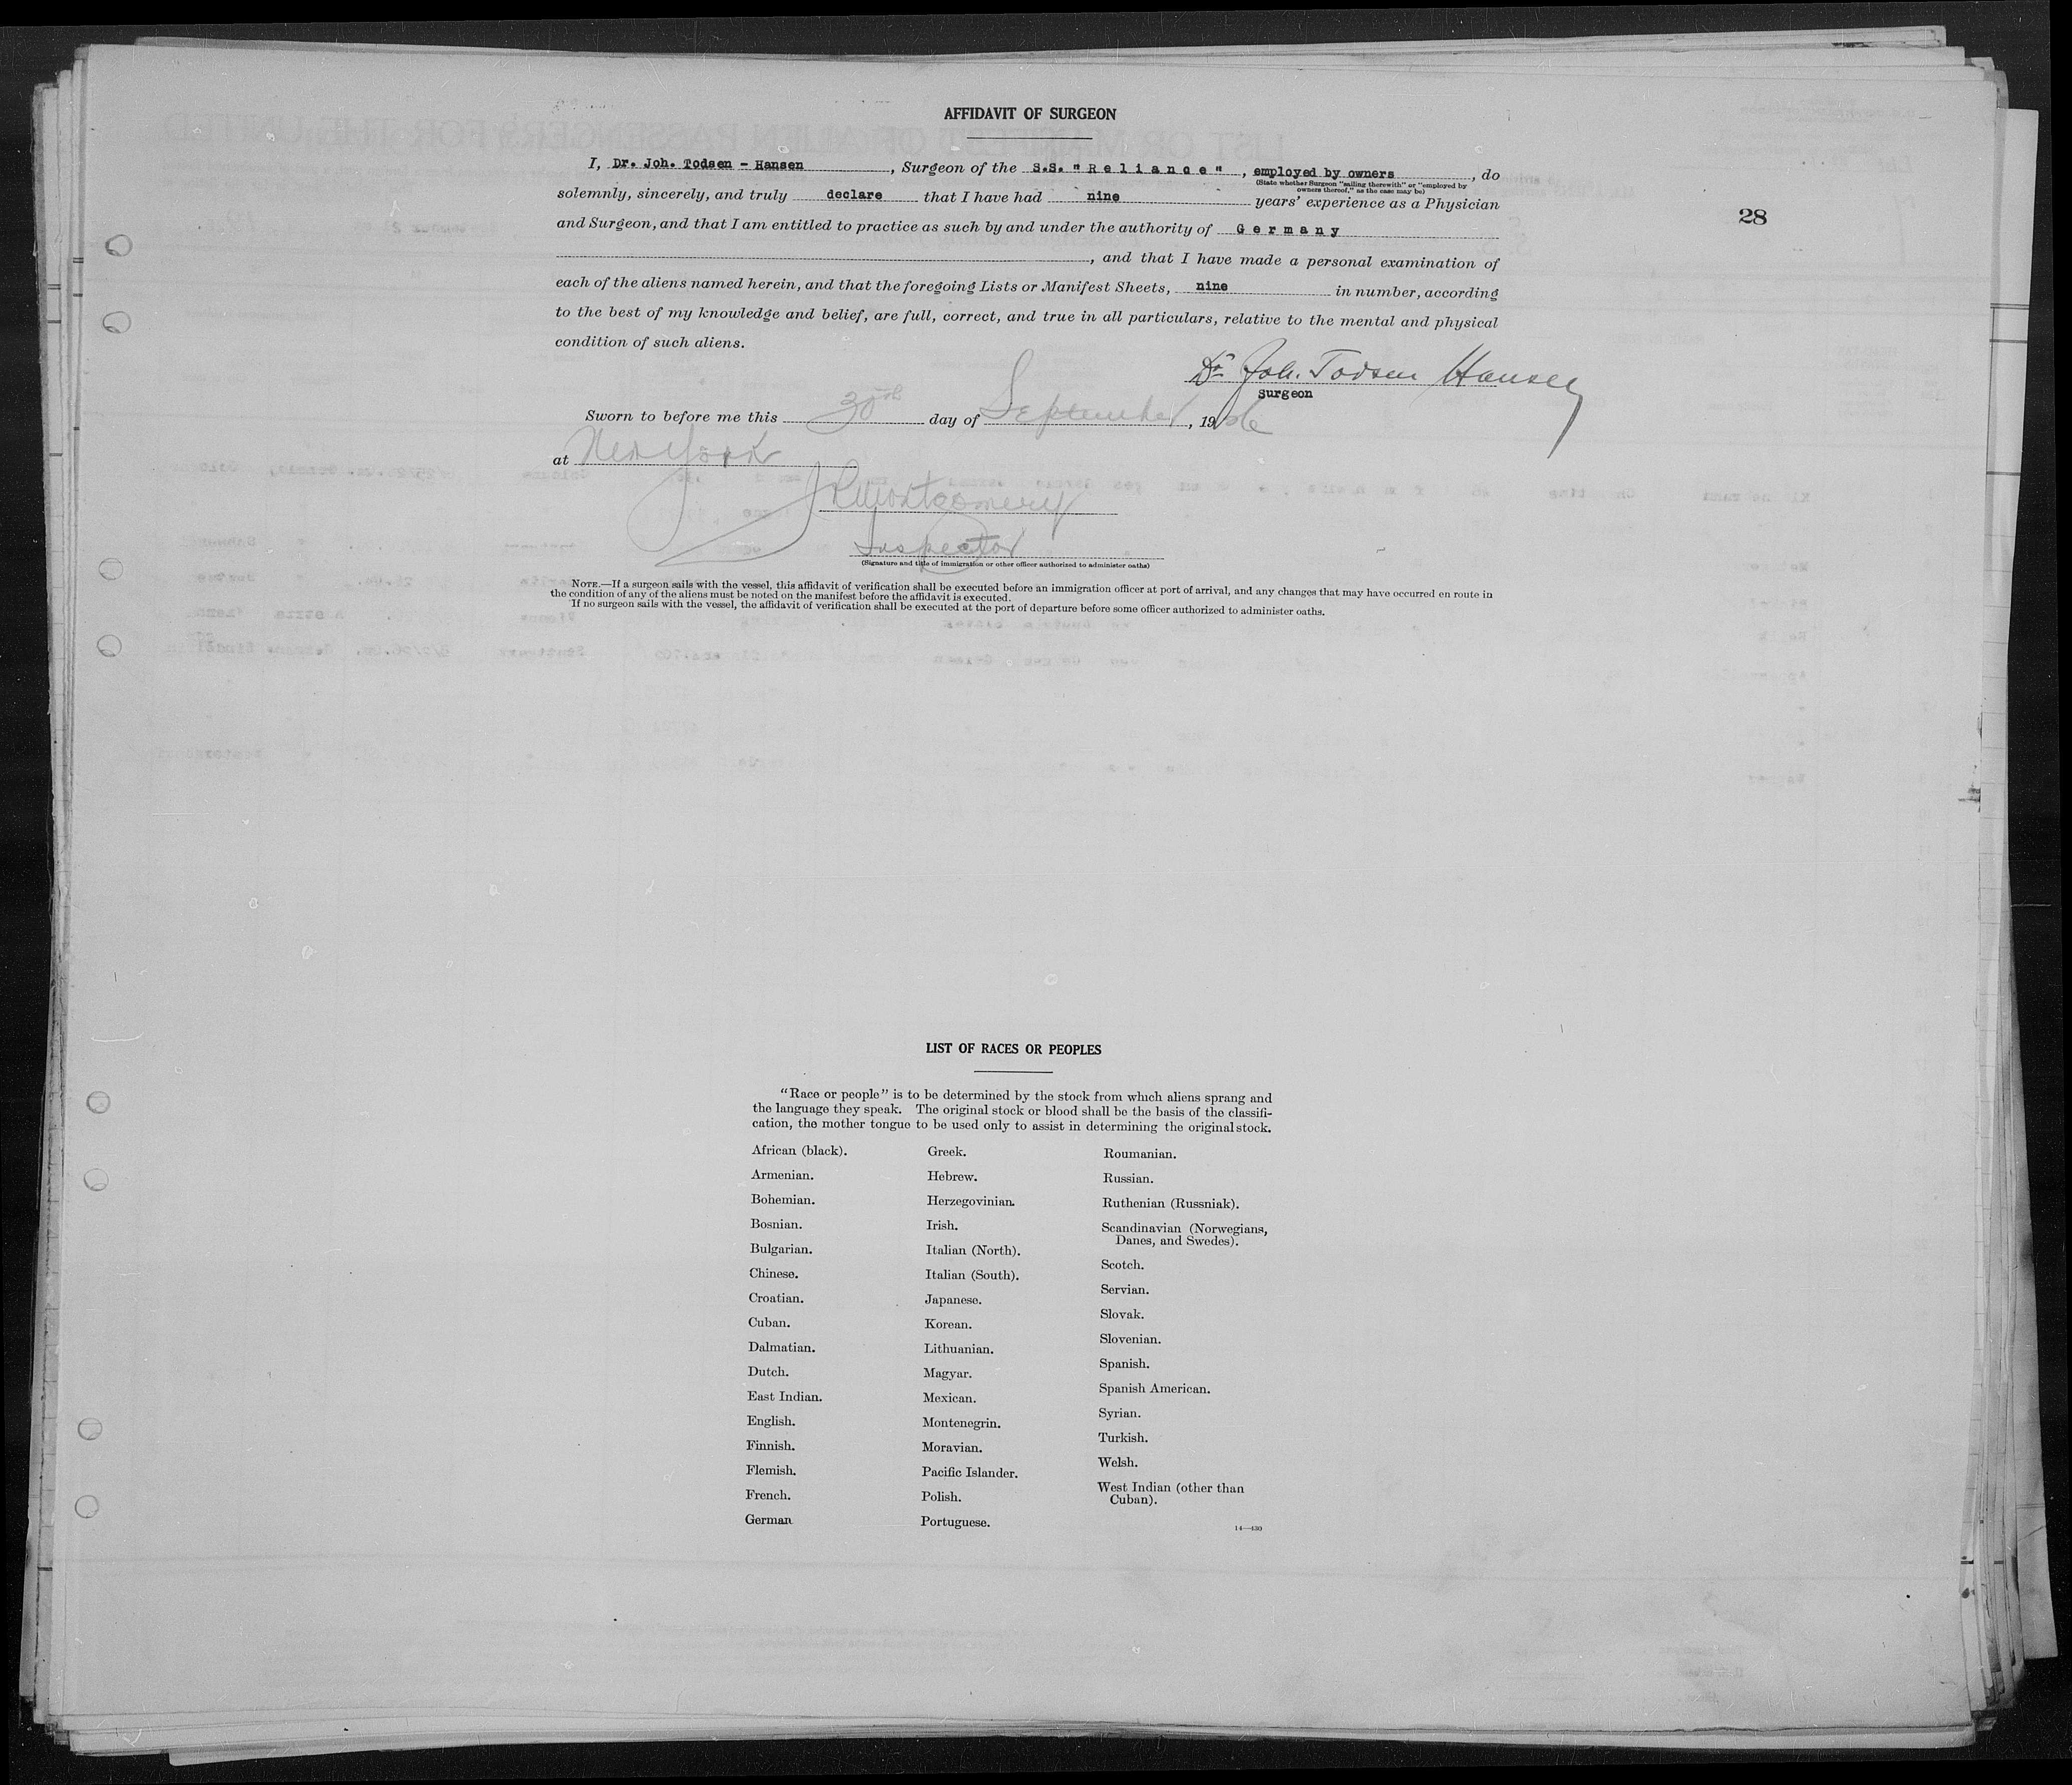 AFFIDAVIT OF SURGEON
I, Dr. Joh. Todsen - Hansen, Surgeon of the S.S. "Reliance", employed by owners, do
(State whether Surgeon "sailing therewith" or "employed by
owners thereof," as the case may be)
solemnly, sincerely, and truly declare that I have had nine years' experience as a Physician
28
and Surgeon, and that I am entitled to practice as such by and under the authority of Germany
, and that I have made a personal examination of
each of the aliens named herein, and that the foregoing Lists or Manifest Sheets, nine in number, according
to the best of my knowledge and belief, are full, correct, and true in all particulars, relative to the mental and physical
condition of such aliens.
Dr Joh. Todsen Hansen
Surgeon
Sworn to before me this 30th day of September, 1926
at New York
Montgomery
Inspector
(Signature and title of immigration or other officer authorized to administer oaths)
NOTE.—If a surgeon sails with the vessel, this affidavit of verification shall be executed before an immigration officer at port of arrival, and any changes that may have occurred en route in
the condition of any of the aliens must be noted on the manifest before the affidavit is executed.
If no surgeon sails with the vessel, the affidavit of verification shall be executed at the port of departure before some officer authorized to administer oaths.
LIST OF RACES OR PEOPLES
"Race or people" is to be determined by the stock from which aliens sprang and
the language they speak. The original stock or blood shall be the basis of the classifi-
cation, the mother tongue to be used only to assist in determining the original stock.
African (black).
Armenian.
Bohemian.
Bosnian.
Bulgarian.
Chinese.
Croatian.
Cuban.
Dalmatian.
Dutch.
East Indian.
English.
Finnish.
Flemish.
French.
German
Greek.
Hebrew.
Herzegovinian.
Irish.
Italian (North).
Italian (South).
Japanese.
Korean.
Lithuanian.
Magyar.
Mexican.
Montenegrin.
Moravian.
Pacific Islander.
Polish.
Portuguese.
Roumanian.
Russian.
Ruthenian (Russniak).
Scandinavian (Norwegians,
Danes, and Swedes).
Scotch.
Servian.
Slovak.
Slovenian.
Spanish.
Spanish American.
Syrian.
Turkish.
Welsh.
West Indian (other than
Cuban).
14—430